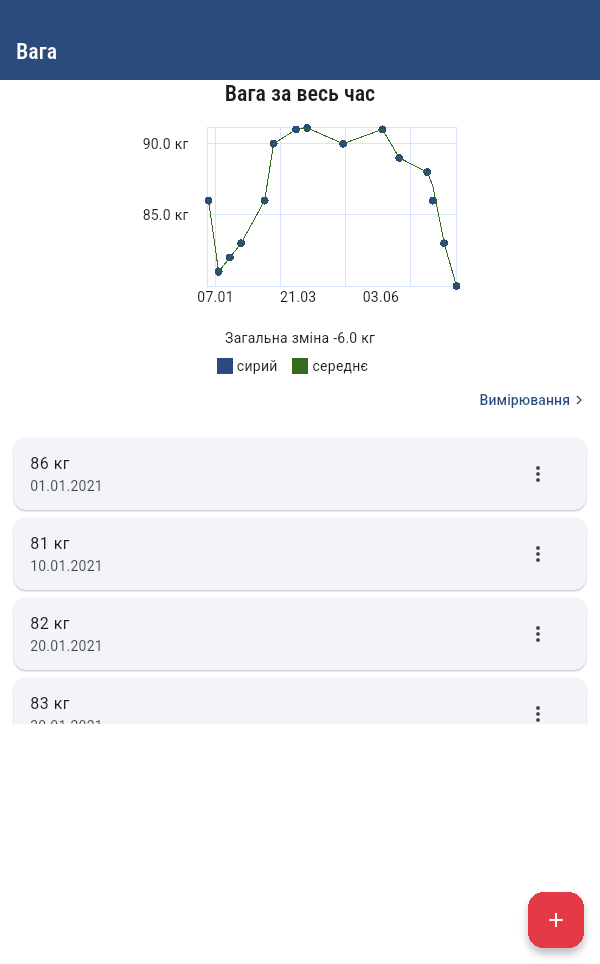 Вага
Вага за весь час
90.0 кг
85.0 кг
07.01 21.03 03.06
Загальна зміна -6.0 кг
сирий середнє
Вимірювання
86 кг
01.01.2021
81 кг
10.01.2021
82 кг
20.01.2021
83 кг